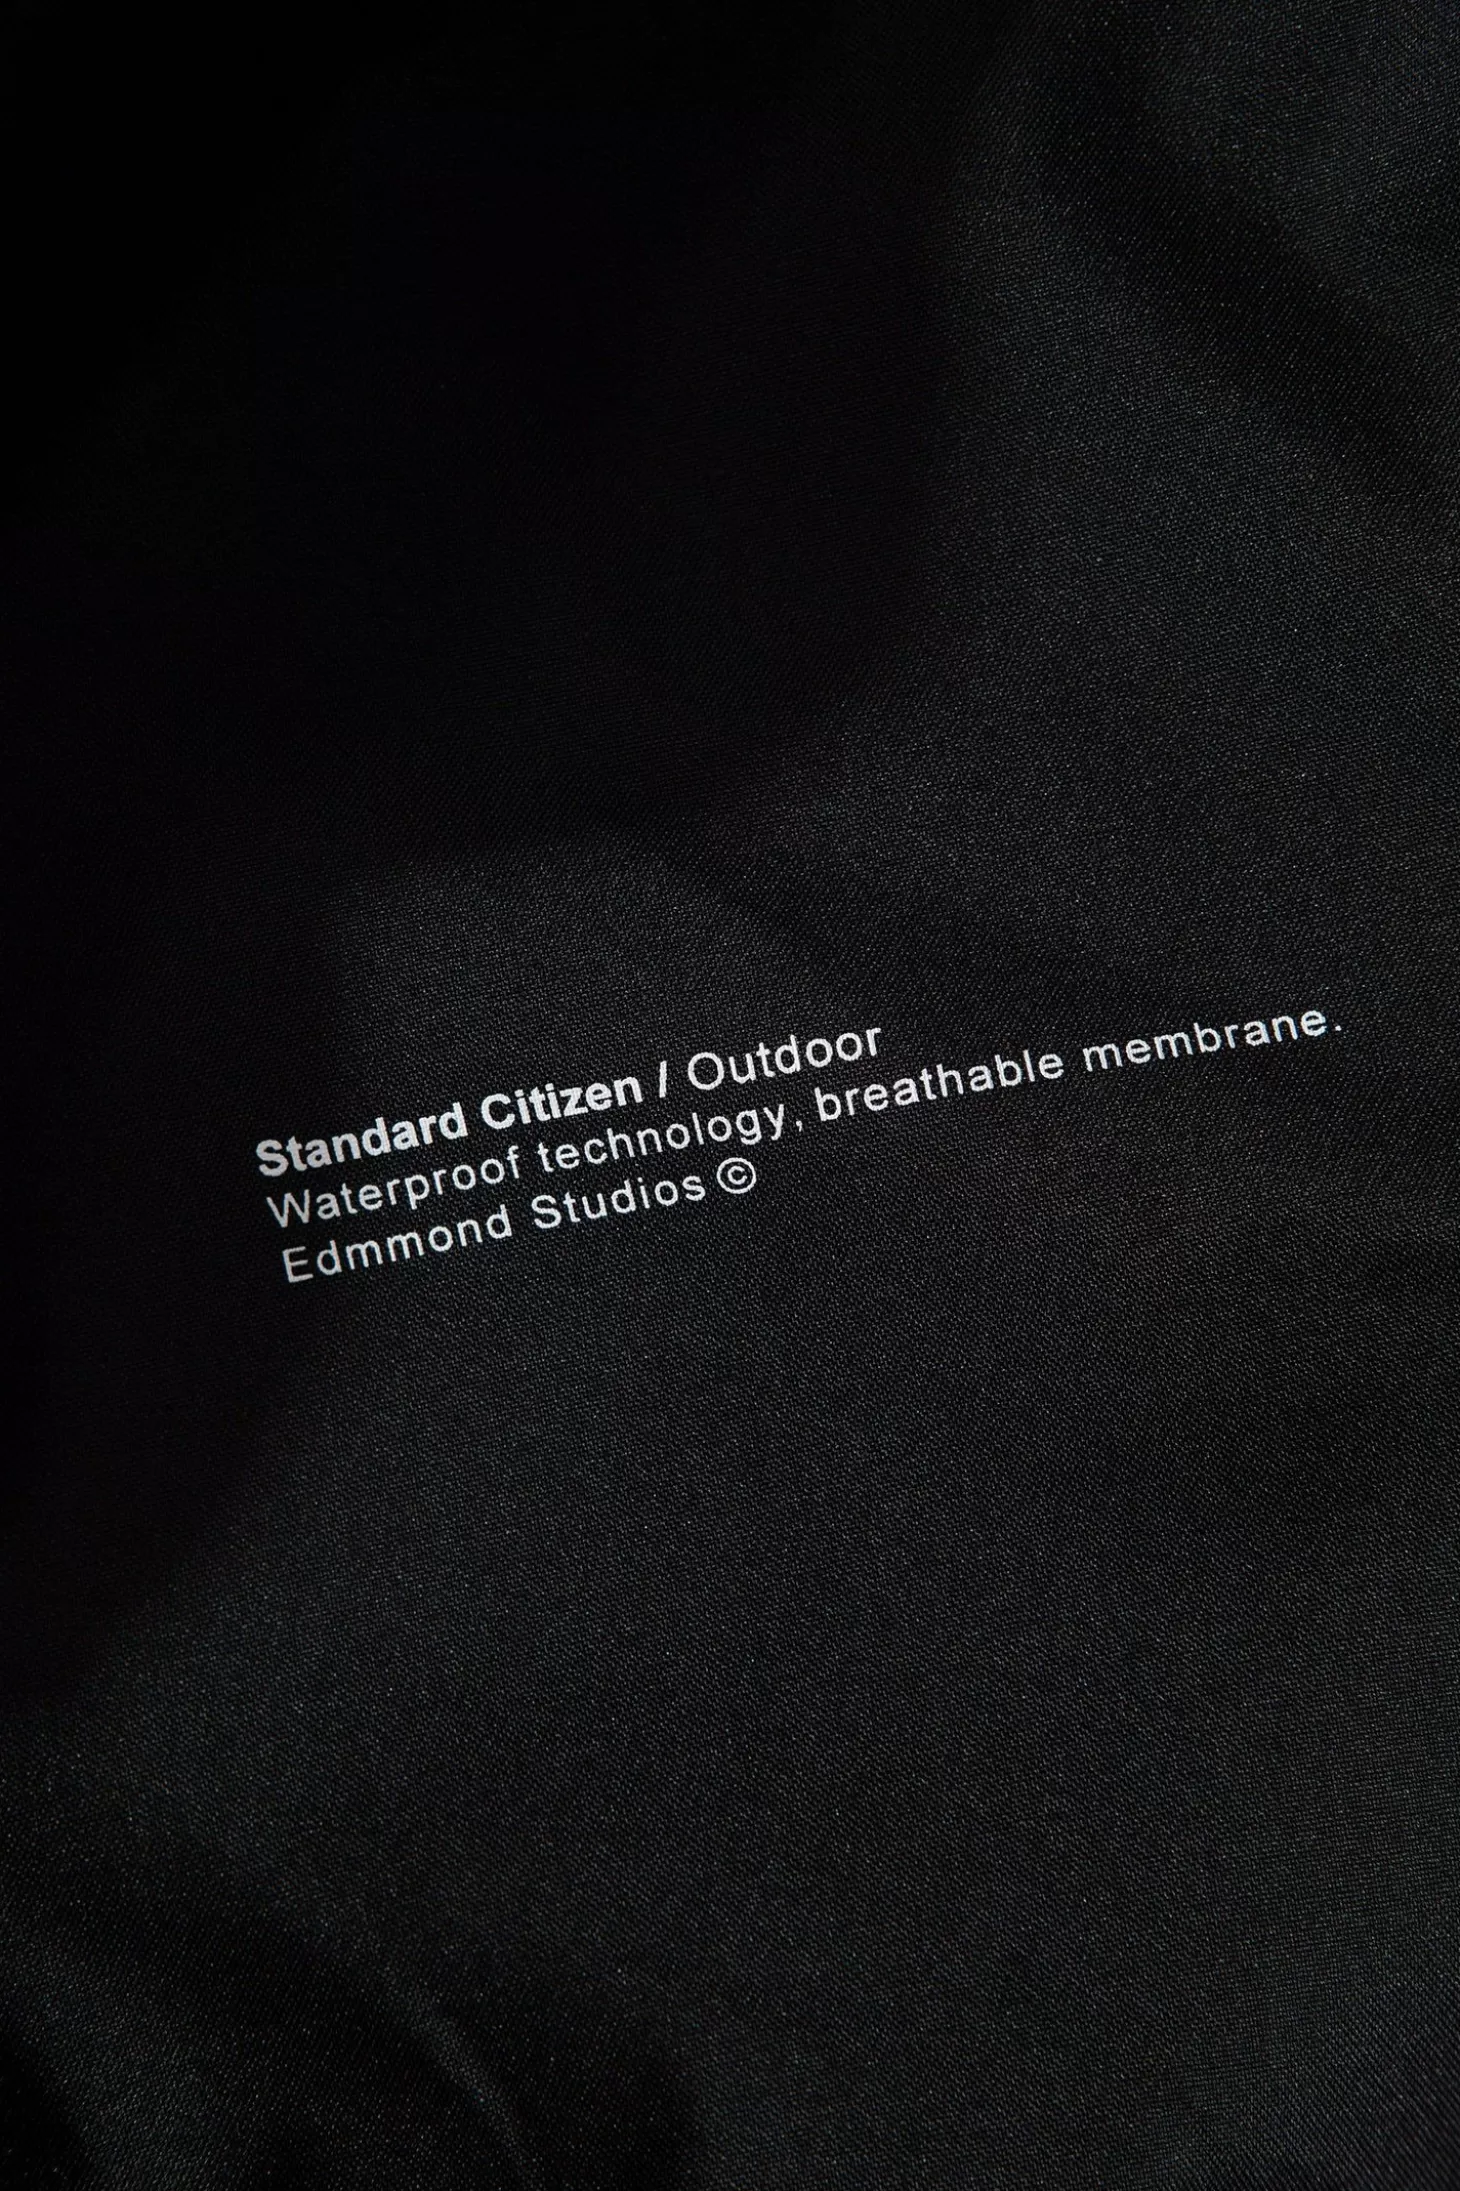 Standard Citizen / Outdoor
Waterproof technology, breathable membrane.
Edmmond Studios ©